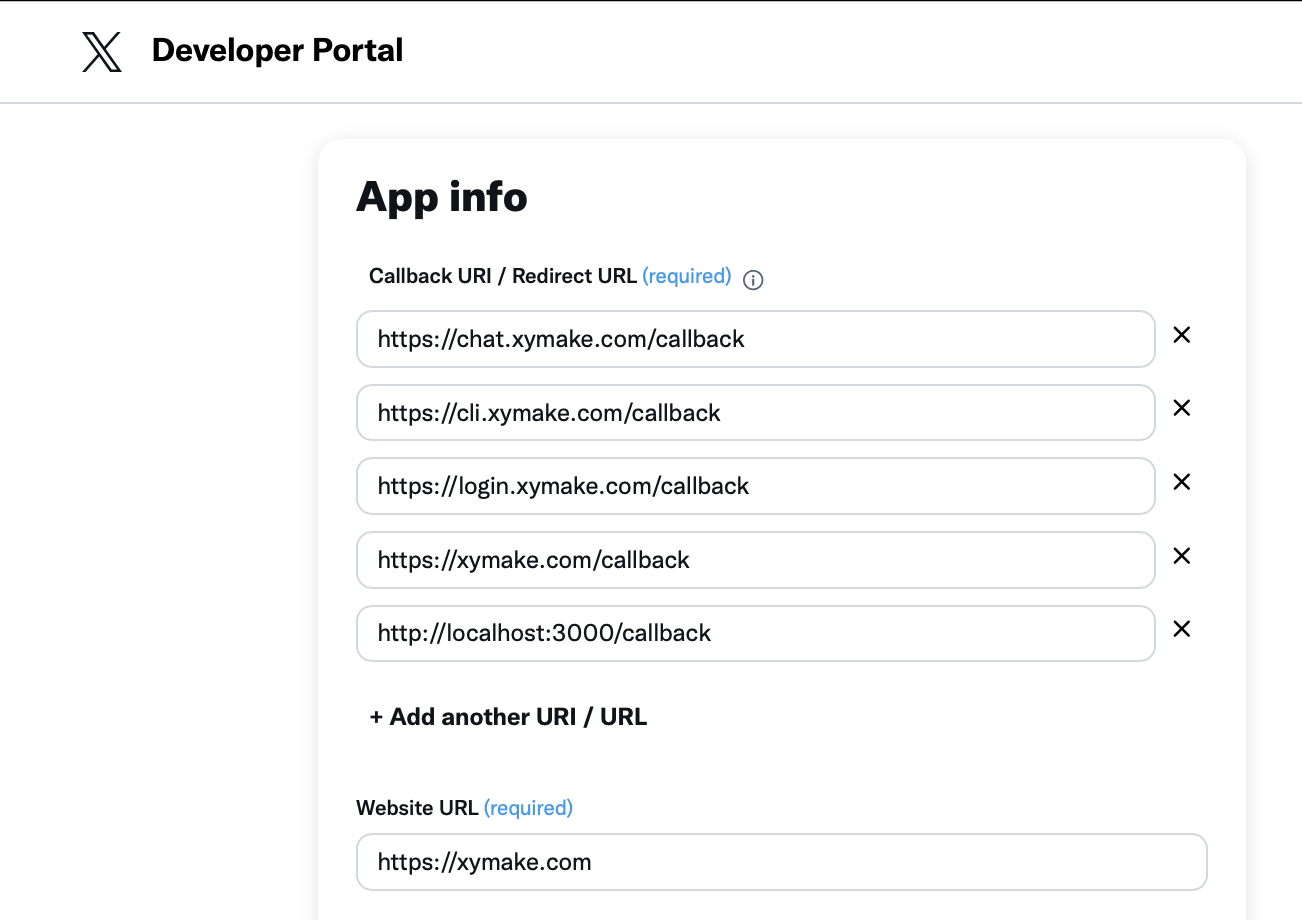 Developer Portal
App info
Callback URI / Redirect URL (required)
https://chat.xymake.com/callback
https://cli.xymake.com/callback
https://login.xymake.com/callback
https://xymake.com/callback
http://localhost:3000/callback
+ Add another URI / URL
Website URL (required)
https://xymake.com